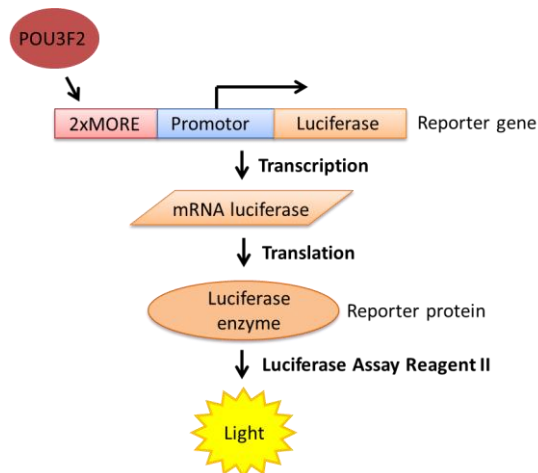 POU3F2
2xMORE Promotor Luciferase Reporter gene
Transcription
mRNA luciferase
Translation
Luciferase
enzyme
Reporter protein
Luciferase Assay Reagent II
Light